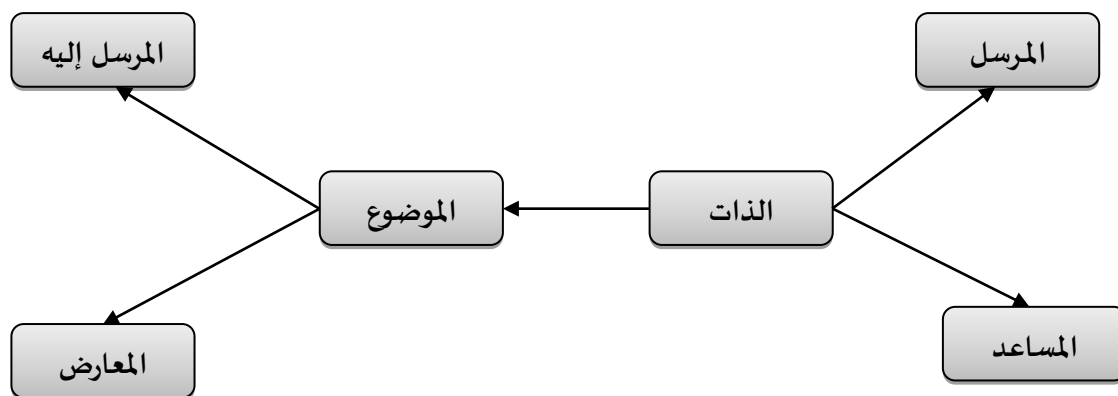 المرسل
المرسل إليه
الذات
الموضوع
المساعد
المعارض